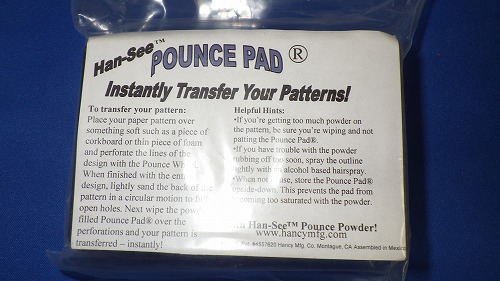 Han-See™ POUNCE PAD ®
Instantly Transfer Your Patterns!
To transfer your pattern:
Place your paper pattern over
something soft such as a piece of
corkboard or thin piece of foam
and perforate the lines of the
design with the Pounce
When finished with the
design, lightly sand the back of the
pattern in a circular motion to
open holes. Next wipe the
filled Pounce Pad® over the
perforations and your pattern is
transferred – instantly!
Helpful Hints:
•If you're getting too much powder on
the pattern, be sure you're wiping and not
patting the Pounce Pad®.
•If you have trouble with the powder
rubbing off too soon, spray the outline
lightly with an alcohol based hairspray.
•When not in use, store the Pounce Pad®
upside-down. This prevents the pad from
coming too saturated with the powder.
Han-See™ Pounce Powder!
www.hancymfg.com
Pat. #4557620 Hancy Mfg. Co. Montague, CA Assembled in Mexico